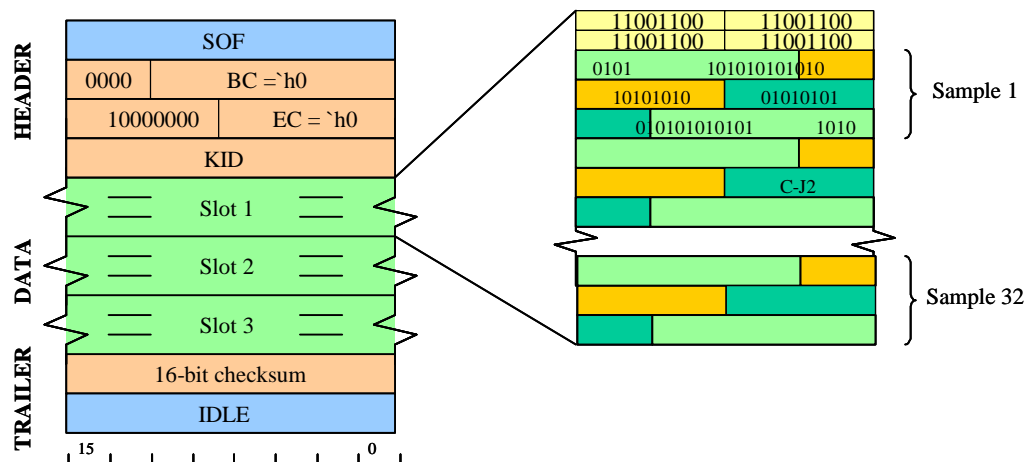 HEADER
SOF
0000 BC =`h0
10000000 EC = `h0
KID
DATA
Slot 1
Slot 2
Slot 3
TRAILER
16-bit checksum
IDLE
15 0
11001100 11001100
11001100 11001100
0101 101010101010
10101010 01010101
010101010101 1010
Sample 1
C-J2
Sample 32